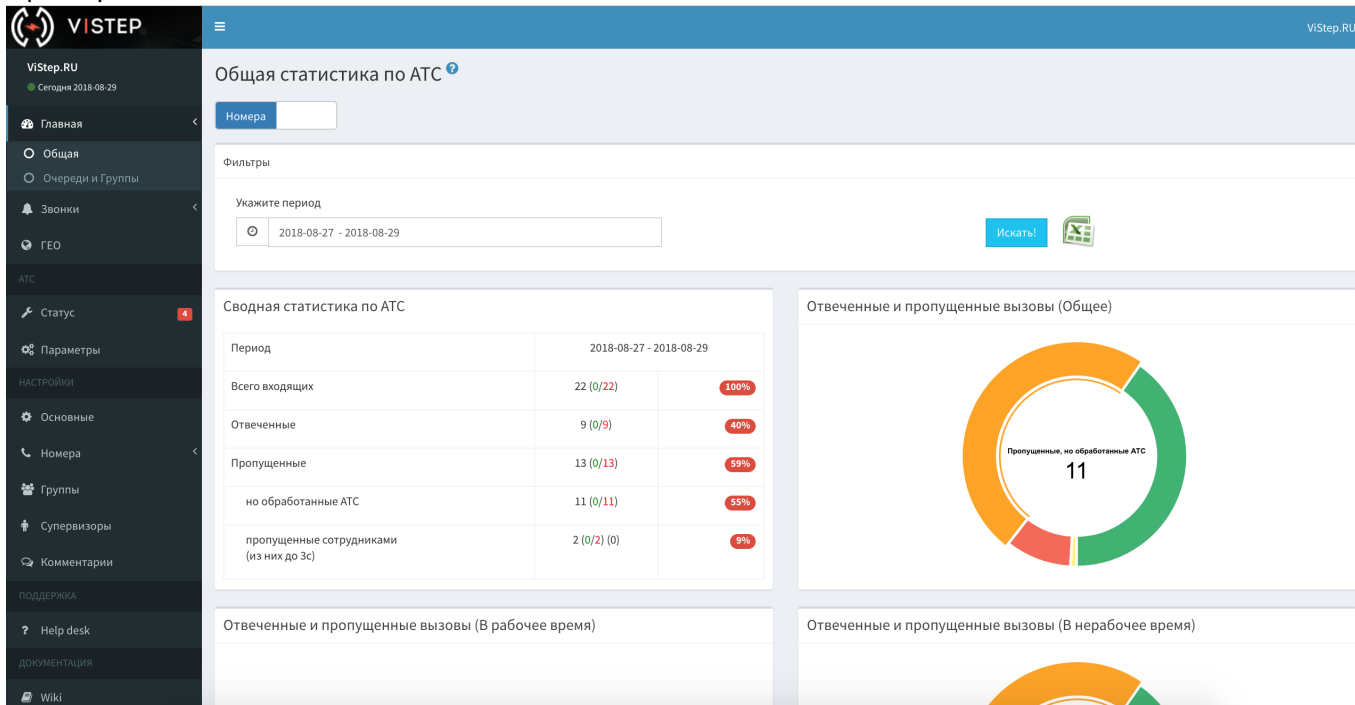 VISTEP
ViStep.RU
ViStep.RU
Сегодня 2018-08-29
Главная
Общая
Очереди и Группы
Звонки
ГЕО
АТС
Статус
4
Параметры
НАСТРОЙКИ
Основные
Номера
Группы
Супервизоры
Комментарии
ПОДДЕРЖКА
? Help desk
ДОКУМЕНТАЦИЯ
Wiki
Общая статистика по АТС ?
Номера
Фильтры
Укажите период
2018-08-27 - 2018-08-29
Искать!
Сводная статистика по АТС
Период 2018-08-27 - 2018-08-29
Всего входящих 22 (0/22) 100%
Отвеченные 9 (0/9) 40%
Пропущенные 13 (0/13) 59%
но обработанные АТС 11 (0/11) 55%
пропущенные сотрудниками 2 (0/2) (0) 9%
(из них до 3с)
Отвеченные и пропущенные вызовы (Общее)
Пропущенные, но обработанные АТС
11
Отвеченные и пропущенные вызовы (В рабочее время)
Отвеченные и пропущенные вызовы (В нерабочее время)